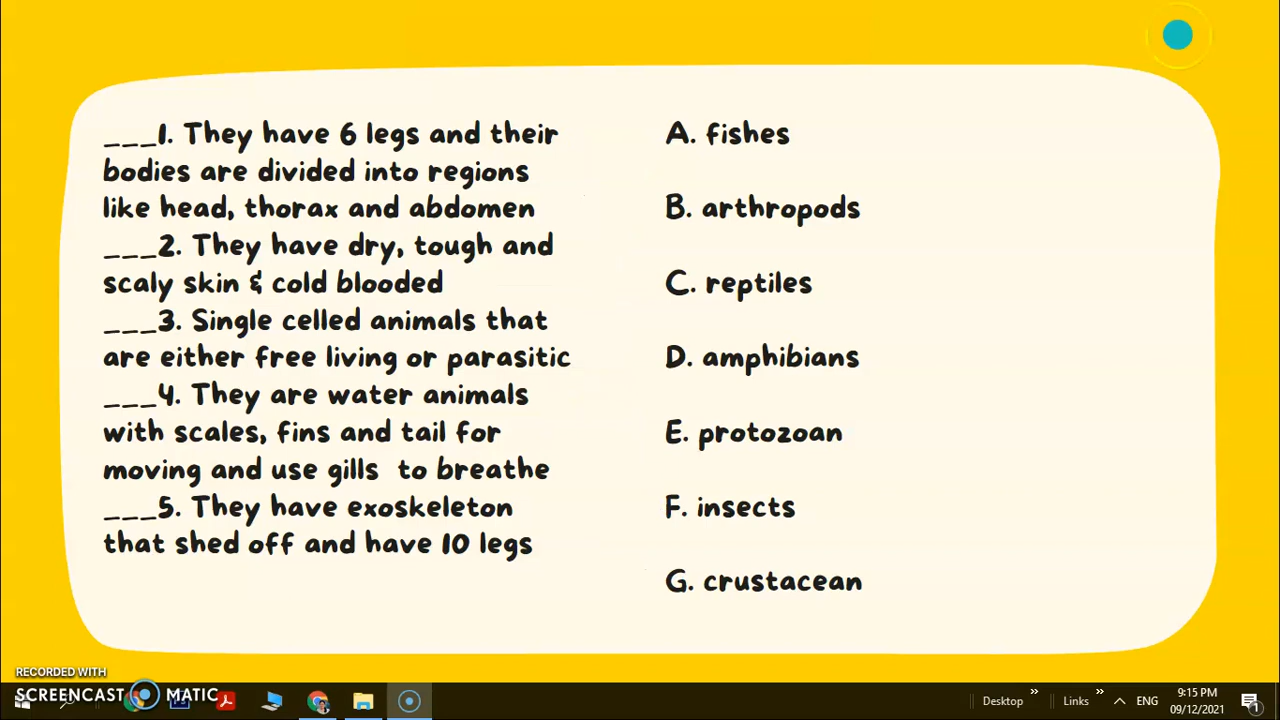 ___1. They have 6 legs and their
bodies are divided into regions
like head, thorax and abdomen
___2. They have dry, tough and
scaly skin & cold blooded
___3. Single celled animals that
are either free living or parasitic
___4. They are water animals
with scales, fins and tail for
moving and use gills to breathe
___5. They have exoskeleton
that shed off and have 10 legs
A. fishes
B. arthropods
C. reptiles
D. amphibians
E. protozoan
F. insects
G. crustacean
RECORDED WITH
SCREENCAST MATIC
Desktop
Links
ENG
9:15 PM
09/12/2021
1